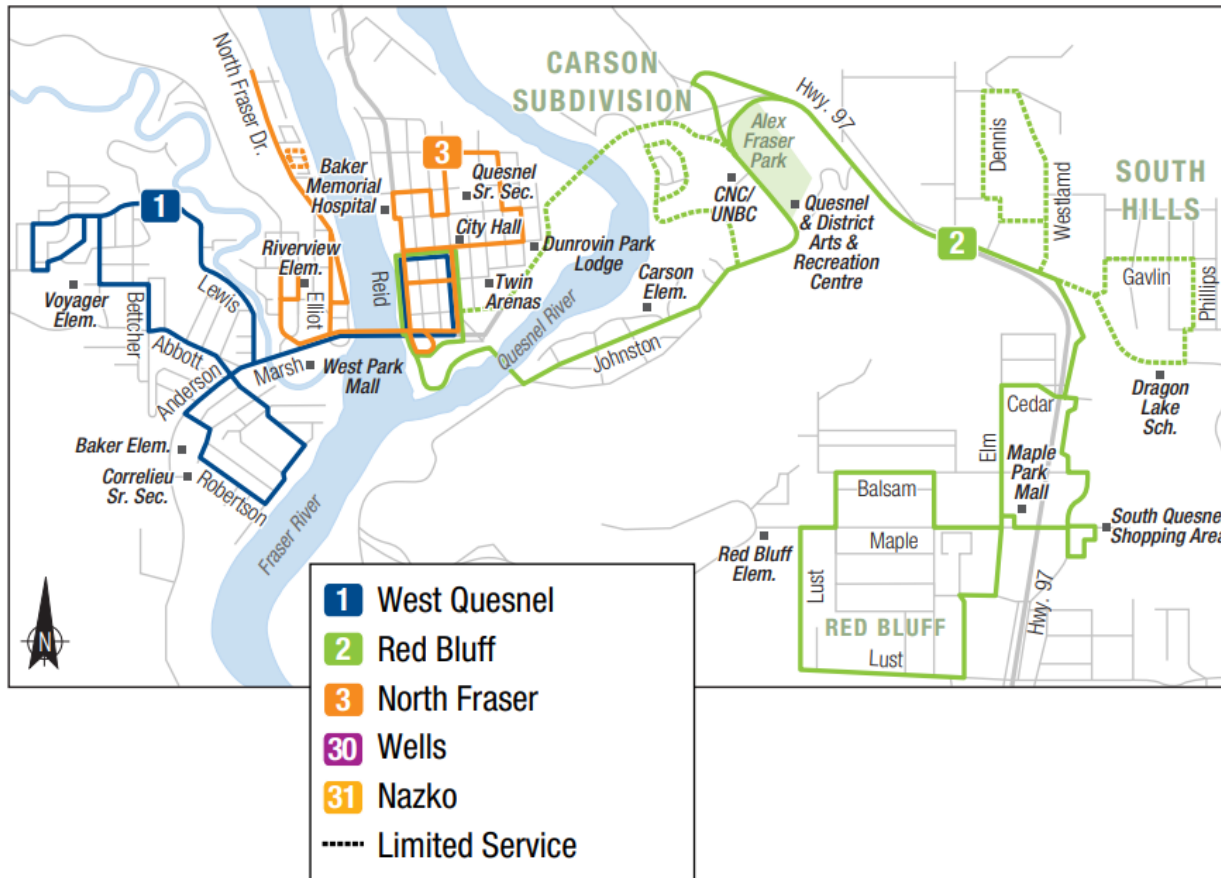 CARSON
SUBDIVISION
North Fraser Dr.
Hwy. 97
Alex
Fraser
Park
Dennis
Westland
SOUTH
HILLS
3
Baker
Memorial
Hospital
Quesnel
Sr. Sec.
City Hall
CNC/
UNBC
Quesnel
& District
Arts &
Recreation
Centre
1
2
Riverview
Elem.
Reid
Dunrovin Park
Lodge
Carson
Elem.
Twin
Arenas
Gavlin
Phillips
Voyager
Elem.
Bettcher
Lewis
Elliot
Quesnel River
Abbott
Anderson
Marsh
West Park
Mall
Johnston
Dragon
Lake
Sch.
Cedar
Elm
Maple
Park
Mall
Baker Elem.
Correlieu
Sr. Sec.
Robertson
Fraser River
Balsam
Maple
South Quesnel
Shopping Area
Red Bluff
Elem.
Lust
RED BLUFF
Lust
Hwy. 97
N
1 West Quesnel
2 Red Bluff
3 North Fraser
30 Wells
31 Nazko
Limited Service